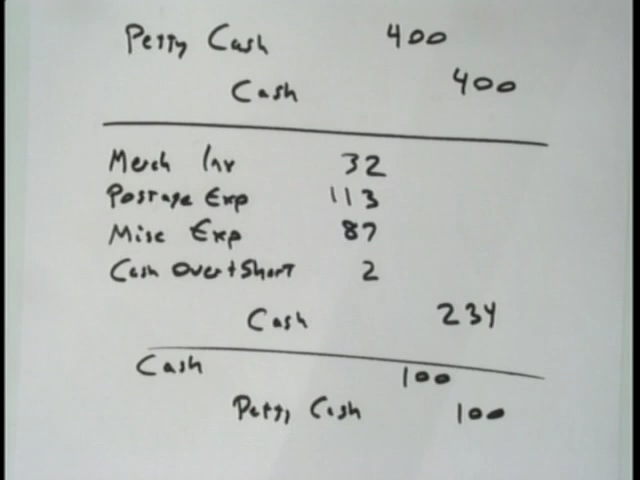 Petty Cash 400
Cash 400
Merch Inv 32
Postage Exp 113
Misc Exp 87
Cash Over + Short 2
Cash 234
Cash 100
Petty Cash 100